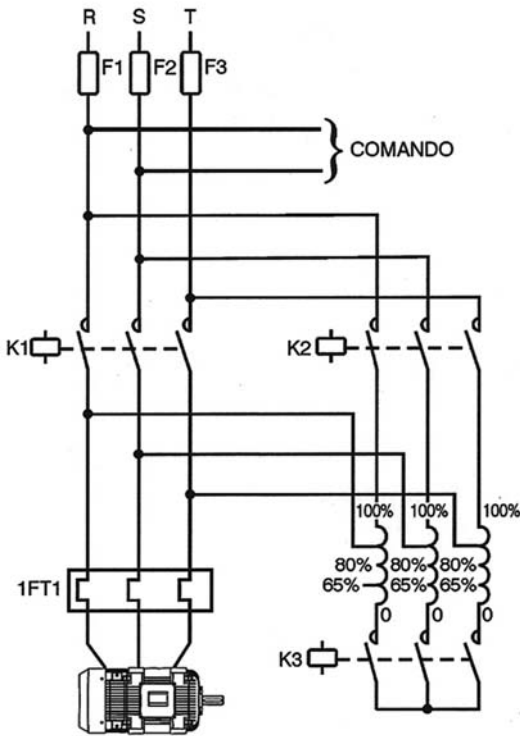 R S T
F1 F2 F3
COMANDO
K1 K2
100% 100% 100%
80% 80% 80%
1FT1 65% 65% 65%
0 0 0
K3